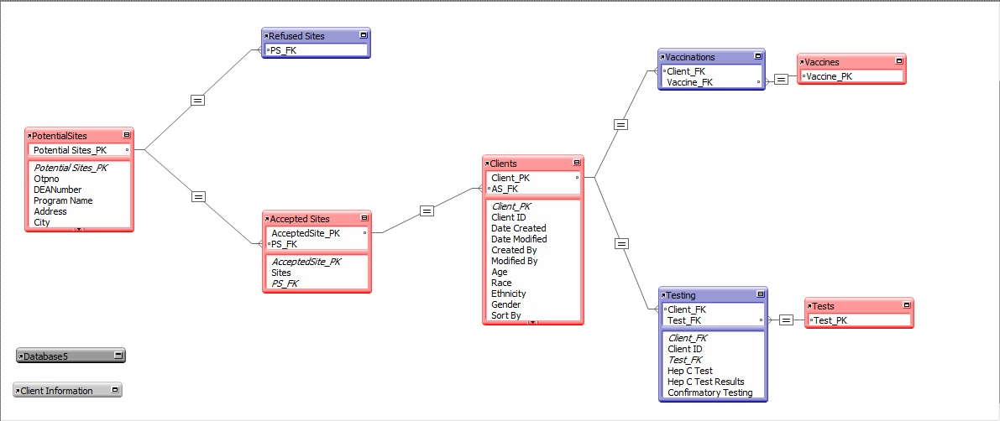 Refused Sites
PS_FK
PotentialSites
Potential Sites_PK
Potential Sites_PK
Otpno
DEANumber
Program Name
Address
City
Accepted Sites
AcceptedSite_PK
PS_FK
AcceptedSite_PK
Sites
PS_FK
Clients
Client_PK
AS_FK
Client_PK
Client ID
Date Created
Date Modified
Created By
Modified By
Age
Race
Ethnicity
Gender
Sort By
Vaccinations
Client_FK
Vaccine_FK
Vaccines
Vaccine_PK
Testing
Client_FK
Test_FK
Client_FK
Client ID
Test_FK
Hep C Test
Hep C Test Results
Confirmatory Testing
Tests
Test_PK
Database5
Client Information